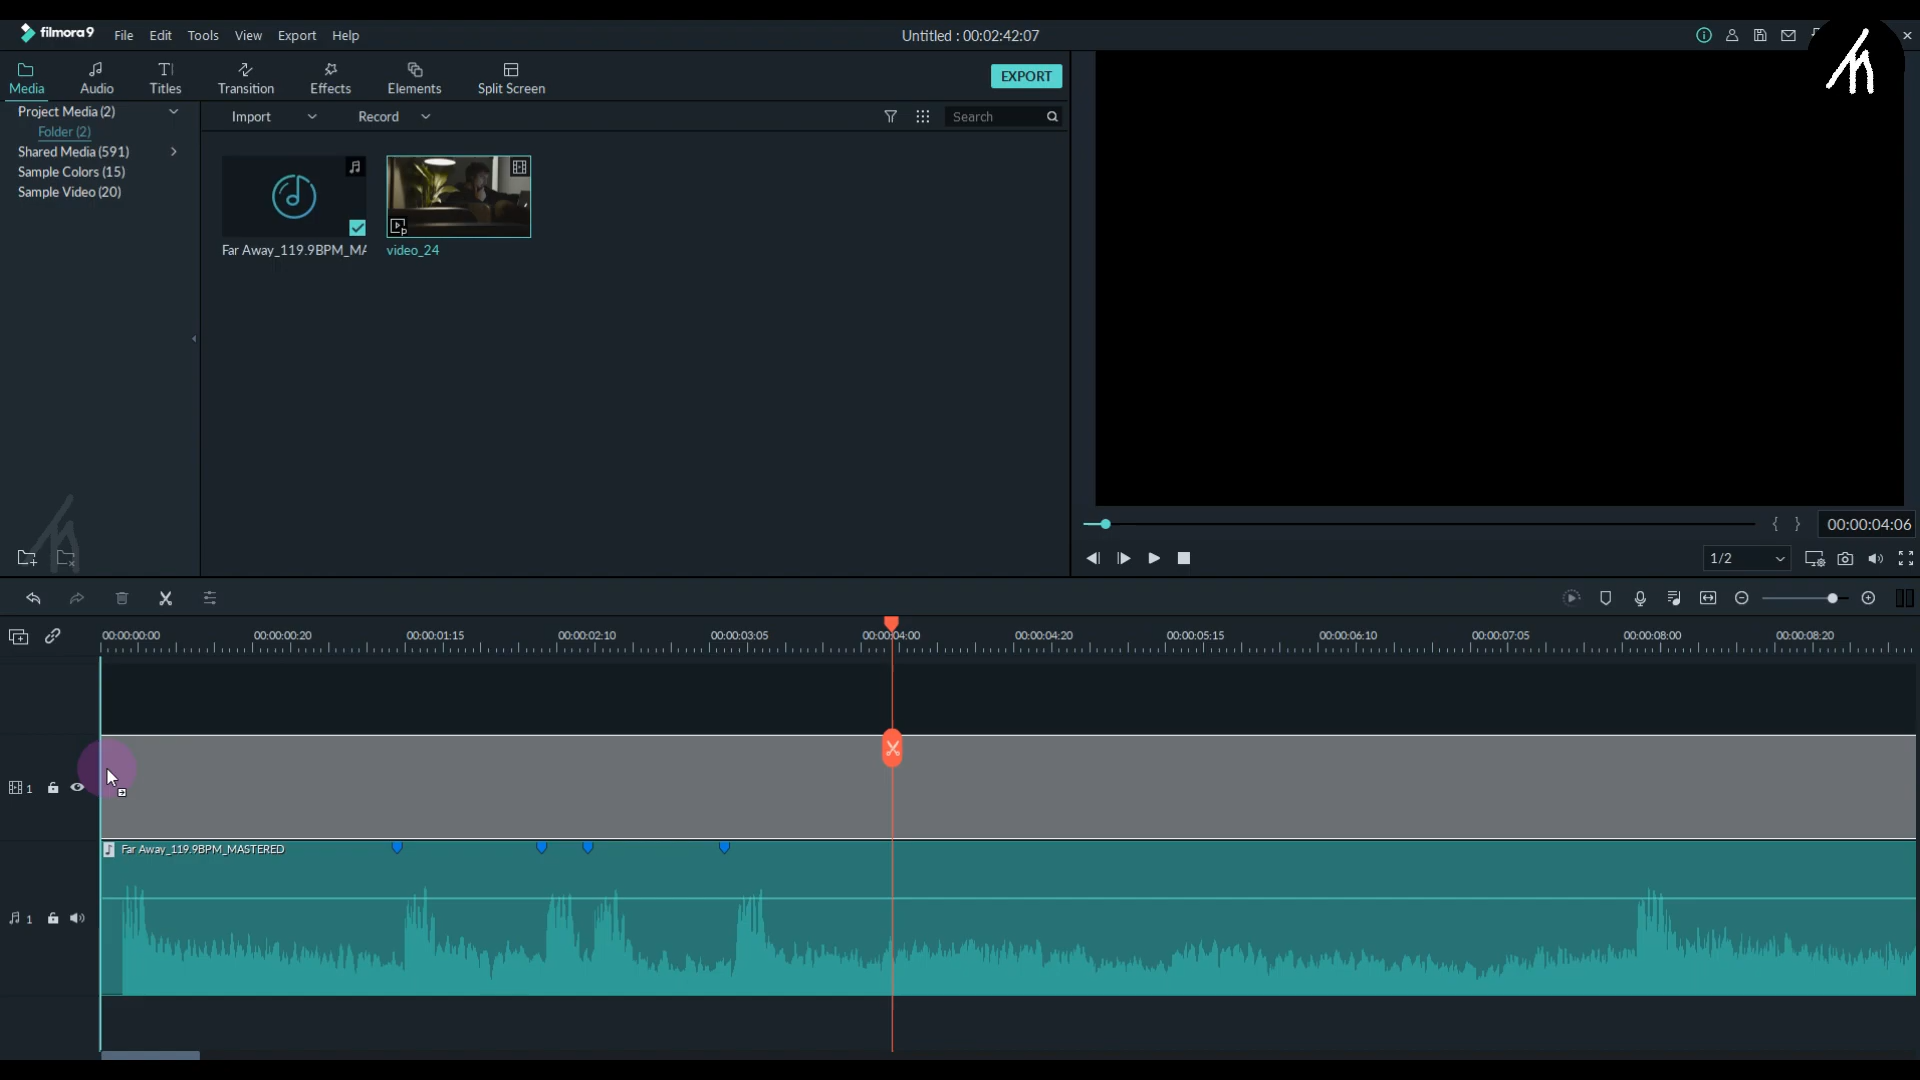 filmora9 File Edit Tools View Export Help Untitled : 00:02:42:07
Media Audio Titles Transition Effects Elements Split Screen EXPORT
Project Media (2) Import Record Search
Folder (2)
Shared Media (591)
Sample Colors (15)
Sample Video (20)
Far Away_119.9BPM_MA video_24
{ } 00:00:04:06
1/2
00:00:00:00 00:00:00:20 00:00:01:15 00:00:02:10 00:00:03:05 00:00:04:00 00:00:04:20 00:00:05:15 00:00:06:10 00:00:07:05 00:00:08:00 00:00:08:20
1
Far Away_119.9BPM_MASTERED
1